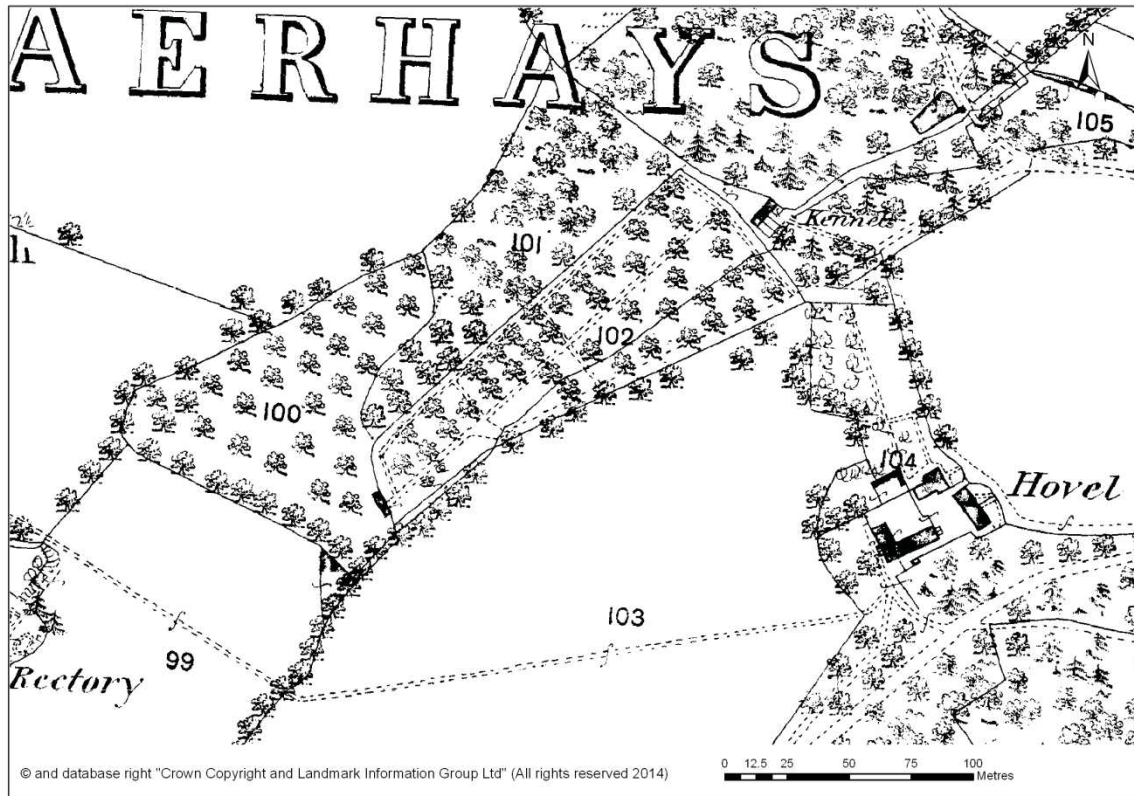 AERHAYS
N
105
Kennel
101
102
100
104
Hovel
103
99
Rectory
© and database right "Crown Copyright and Landmark Information Group Ltd" (All rights reserved 2014)
0 12.5 25 50 75 100
Metres